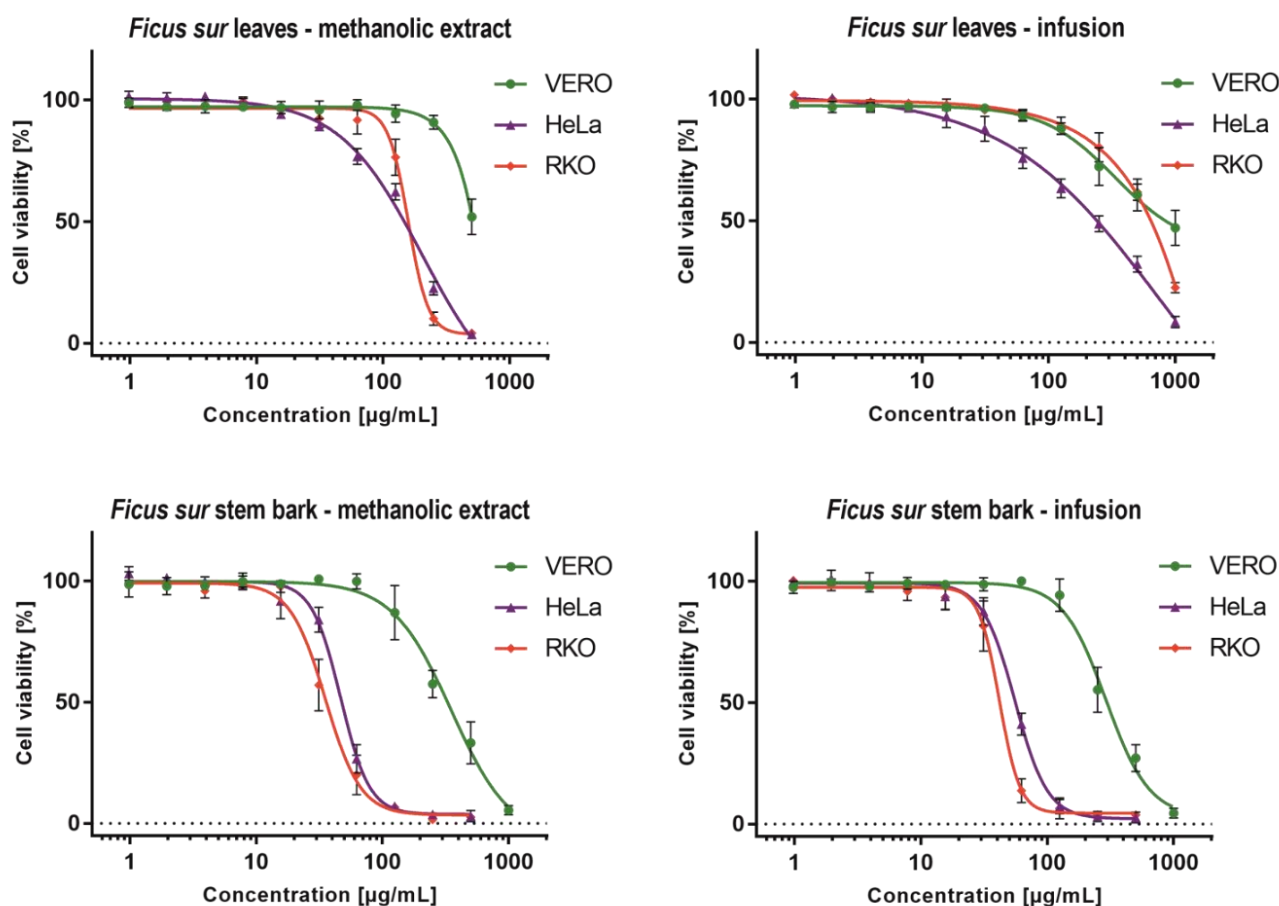 Ficus sur leaves - methanolic extract
VERO
HeLa
RKO
Cell viability [%]
100
50
0
1 10 100 1000
Concentration [µg/mL]
Ficus sur leaves - infusion
VERO
HeLa
RKO
Cell viability [%]
100
50
0
1 10 100 1000
Concentration [µg/mL]
Ficus sur stem bark - methanolic extract
VERO
HeLa
RKO
Cell viability [%]
100
50
0
1 10 100 1000
Concentration [µg/mL]
Ficus sur stem bark - infusion
VERO
HeLa
RKO
Cell viability [%]
100
50
0
1 10 100 1000
Concentration [µg/mL]